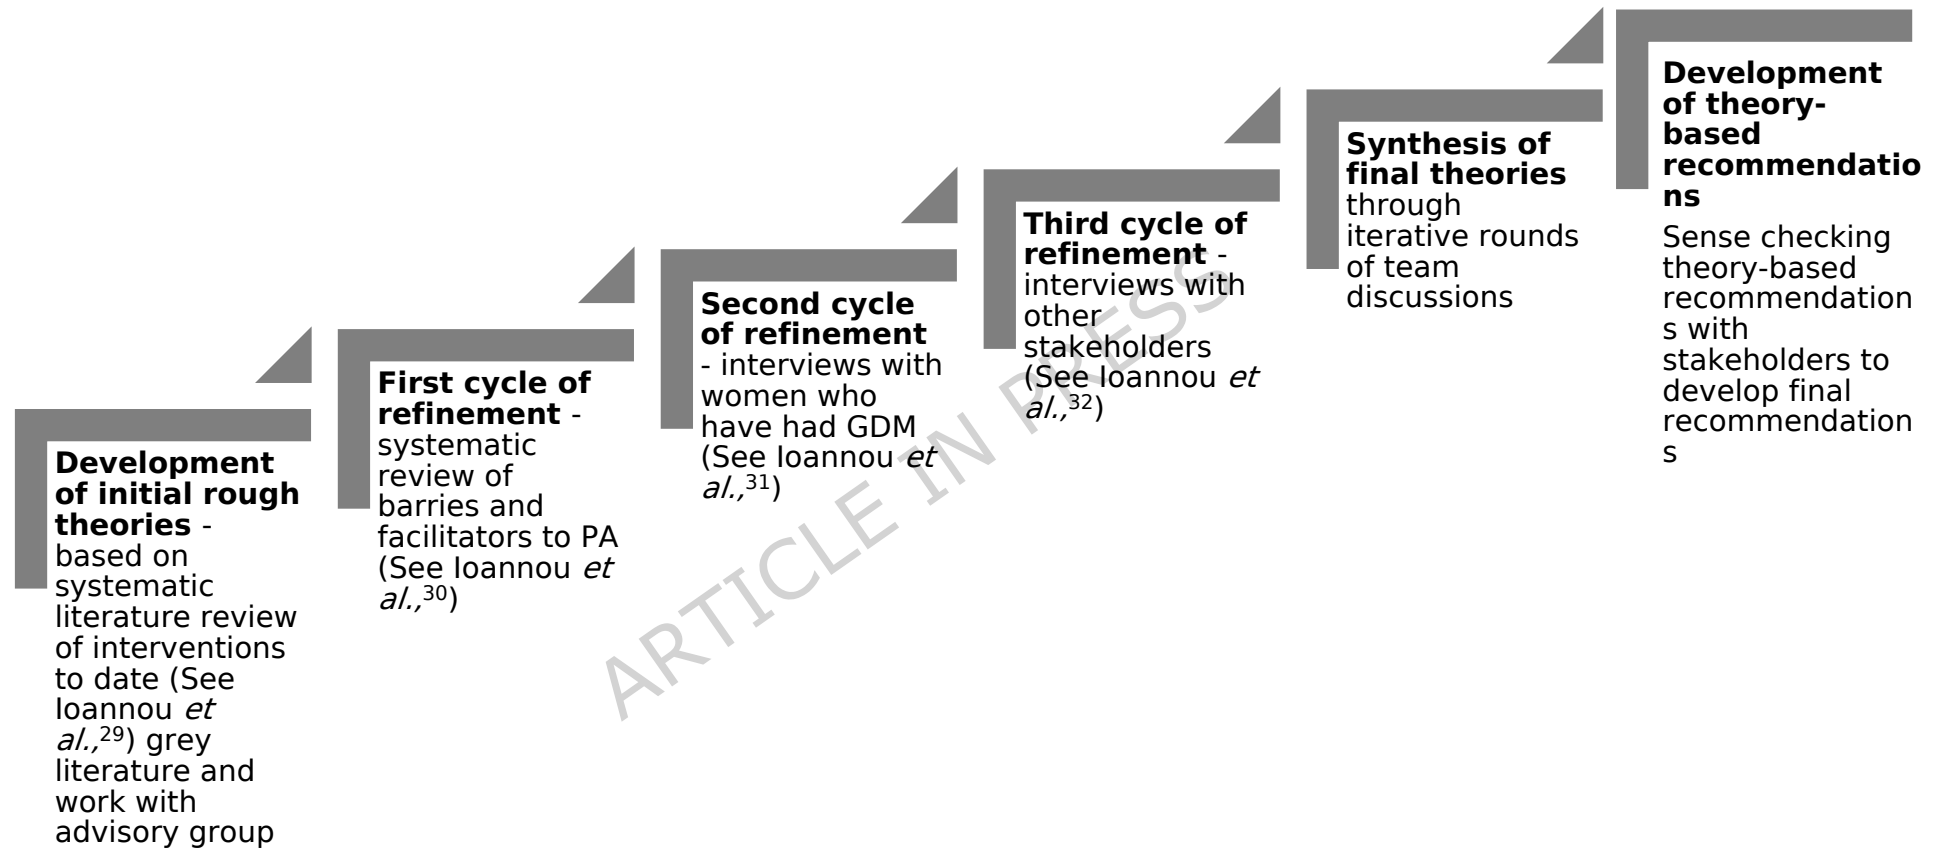 Development
of initial rough
theories -
based on
systematic
literature review
of interventions
to date (See
Ioannou et
al.,29) grey
literature and
work with
advisory group
First cycle of
refinement -
systematic
review of
barries and
facilitators to PA
(See Ioannou et
al.,30)
Second cycle
of refinement
- interviews with
women who
have had GDM
(See Ioannou et
al.,31)
Third cycle of
refinement -
interviews with
other
stakeholders
(See Ioannou et
al.,32)
Synthesis of
final theories
through
iterative rounds
of team
discussions
Development
of theory-
based
recommendatio
ns
Sense checking
theory-based
recommendation
s with
stakeholders to
develop final
recommendation
s
ARTICLE IN PRESS